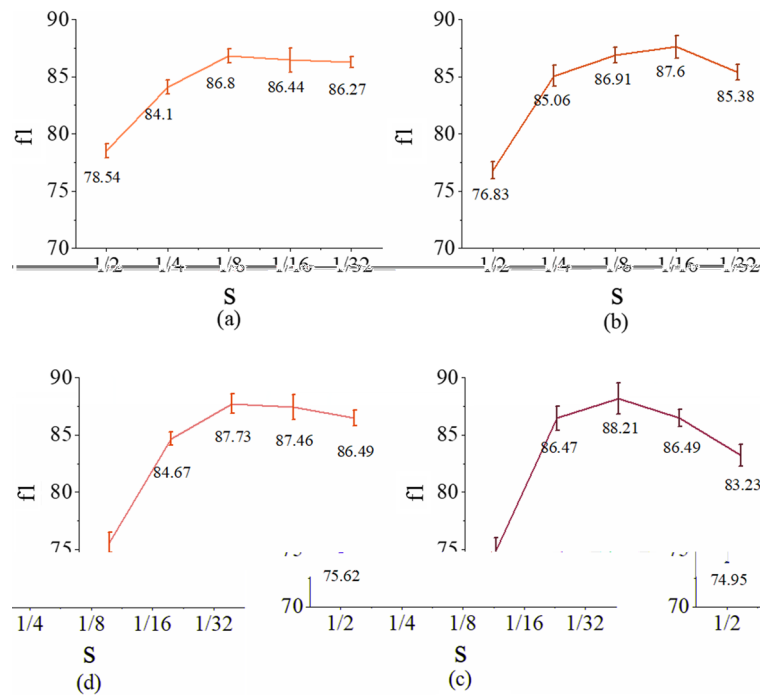 90
85
80
75
70
f1
86.8
86.44
86.27
84.1
78.54
1/2 1/4 1/8 1/16 1/32
S
(a)
90
85
80
75
70
f1
87.6
86.91
85.06
85.38
76.83
1/2 1/4 1/8 1/16 1/32
S
(b)
90
85
80
75
f1
87.73
87.46
86.49
84.67
90
85
80
75
f1
88.21
86.47
86.49
83.23
75.62
74.95
70
70
1/4 1/8 1/16 1/32
1/2 1/4 1/8 1/16 1/32
1/2
S
(d)
S
(c)